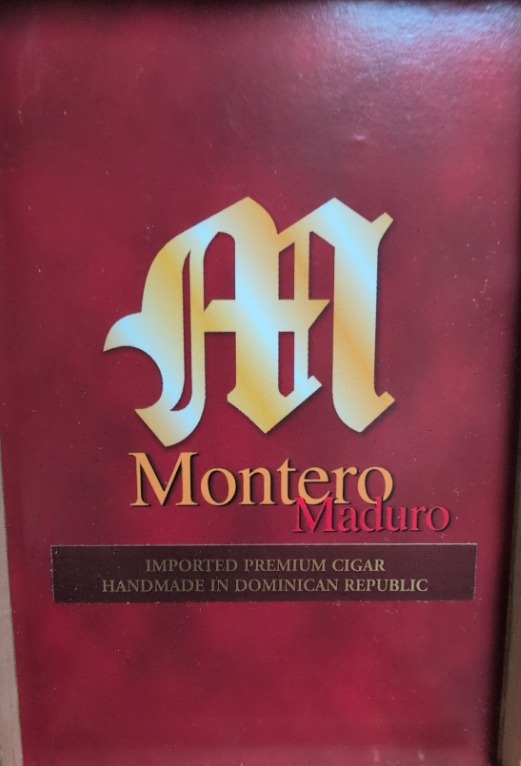 M
Montero
Maduro
IMPORTED PREMIUM CIGAR
HANDMADE IN DOMINICAN REPUBLIC